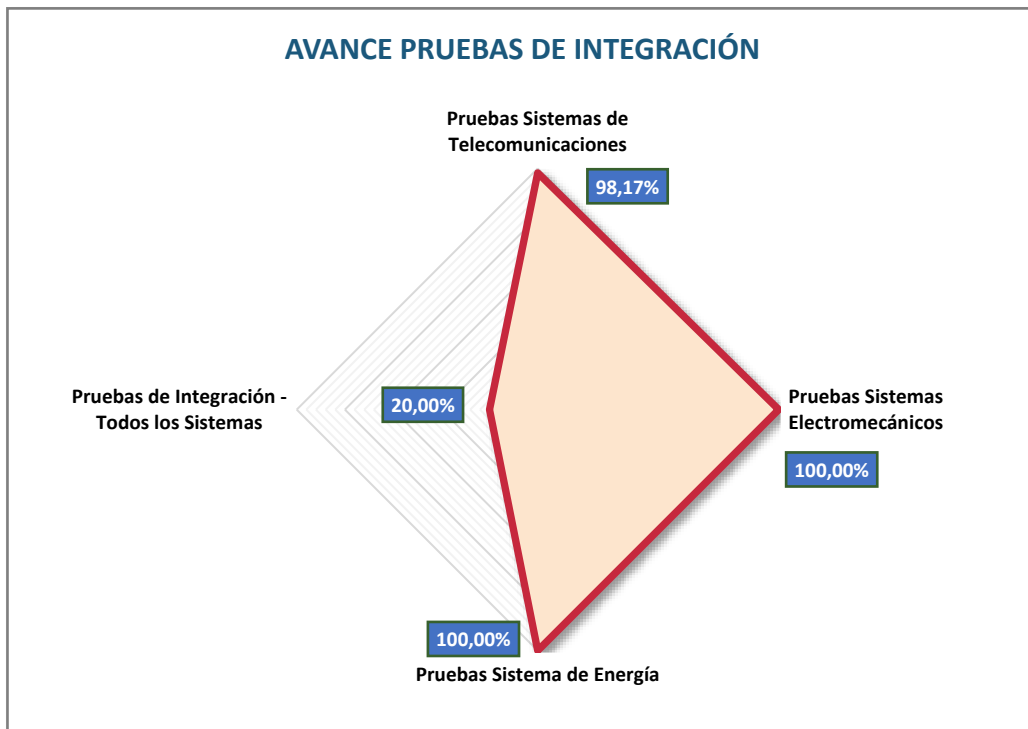 AVANCE PRUEBAS DE INTEGRACIÓN
Pruebas Sistemas de
Telecomunicaciones
98,17%
Pruebas de Integración -
Todos los Sistemas
20,00%
Pruebas Sistemas
Electromecánicos
100,00%
100,00%
Pruebas Sistema de Energía